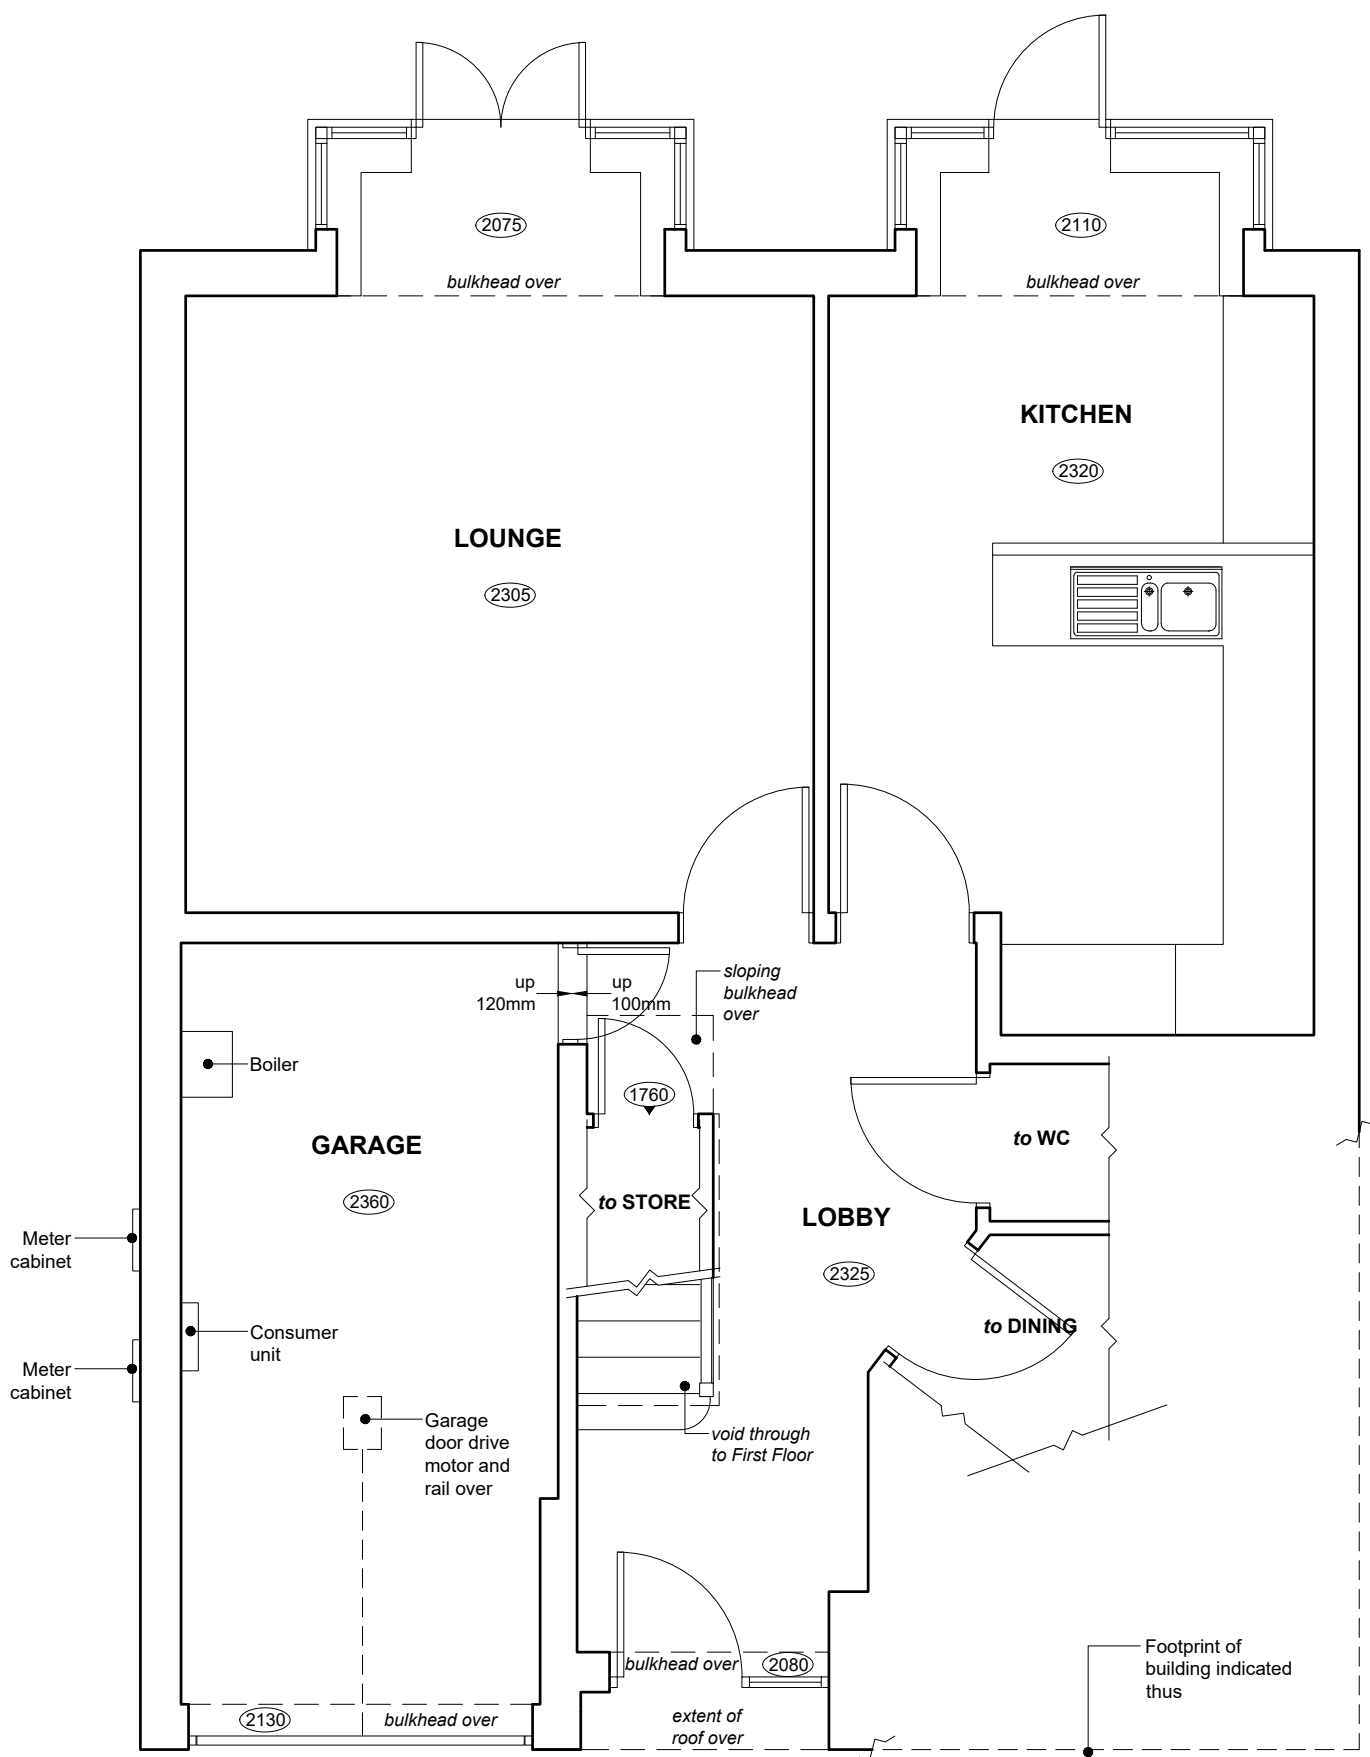 2075
bulkhead over
2110
bulkhead over
KITCHEN
2320
LOUNGE
2305
up
120mm
up
100mm
sloping
bulkhead
over
Boiler
1760
GARAGE
2360
to STORE
to WC
LOBBY
2325
Meter
cabinet
Consumer
unit
to DINING
Meter
cabinet
Garage
door drive
motor and
rail over
void through
to First Floor
bulkhead over
2080
Footprint of
building indicated
thus
2130
bulkhead over
extent of
roof over